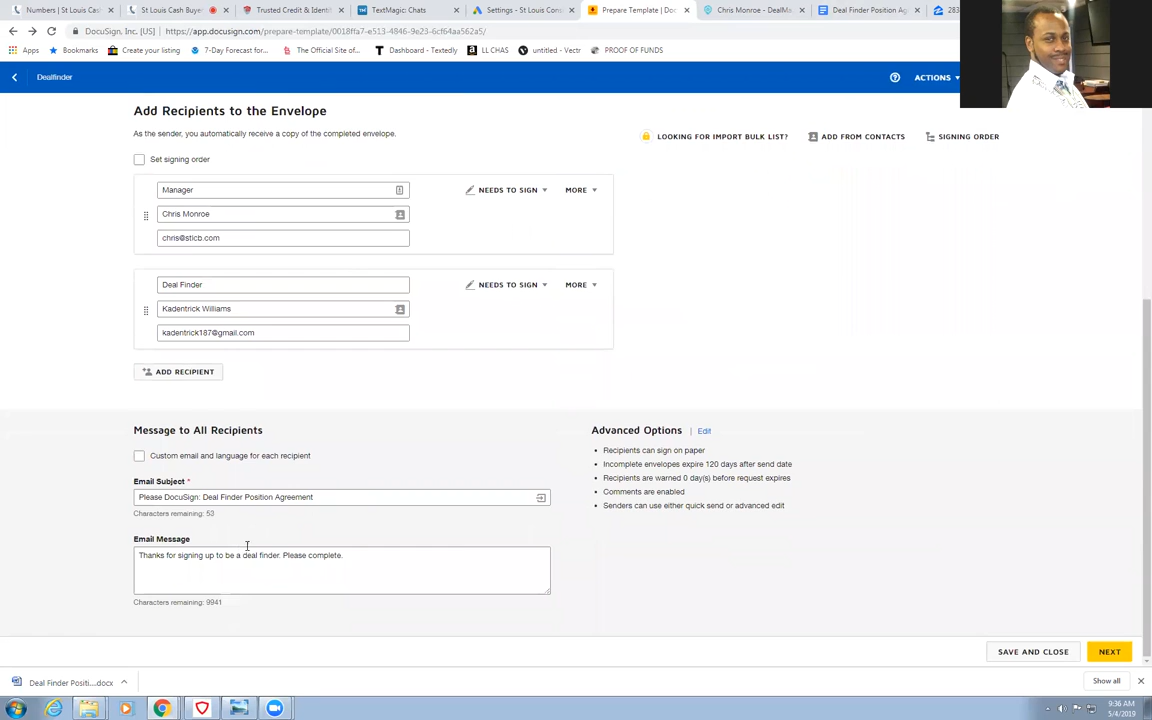 Numbers | St Louis Cas
St Louis Cash Buye
Trusted Credit & Identi
TextMagic: Chats
Settings - St Louis Con
Prepare Template | Doc
Chris Monroe - DealMa
Deal Finder Position Ag
283
DocuSign, Inc. [US] | https://app.docusign.com/prepare-template/0018ffa7-e513-4846-9e23-6cf64aa562a5/
Apps
Bookmarks
Create your listing
7-Day Forecast for...
The Official Site of...
Dashboard - Textedly
LL CHAS
untitled - Vectr
PROOF OF FUNDS
Dealfinder
ACTIONS
Add Recipients to the Envelope
As the sender, you automatically receive a copy of the completed envelope.
LOOKING FOR IMPORT BULK LIST?
ADD FROM CONTACTS
SIGNING ORDER
Set signing order
Manager
NEEDS TO SIGN
MORE
Chris Monroe
chris@stlcb.com
Deal Finder
NEEDS TO SIGN
MORE
Kadentrick Williams
kadentrick187@gmail.com
ADD RECIPIENT
Message to All Recipients
Custom email and language for each recipient
Email Subject *
Please DocuSign: Deal Finder Position Agreement
Characters remaining: 53
Email Message
Thanks for signing up to be a deal finder. Please complete.
Characters remaining: 9941
Advanced Options | Edit
Recipients can sign on paper
Incomplete envelopes expire 120 days after send date
Recipients are warned 0 day(s) before request expires
Comments are enabled
Senders can use either quick send or advanced edit
SAVE AND CLOSE
NEXT
Deal Finder Positi....docx
Show all
9:36 AM
5/4/2019